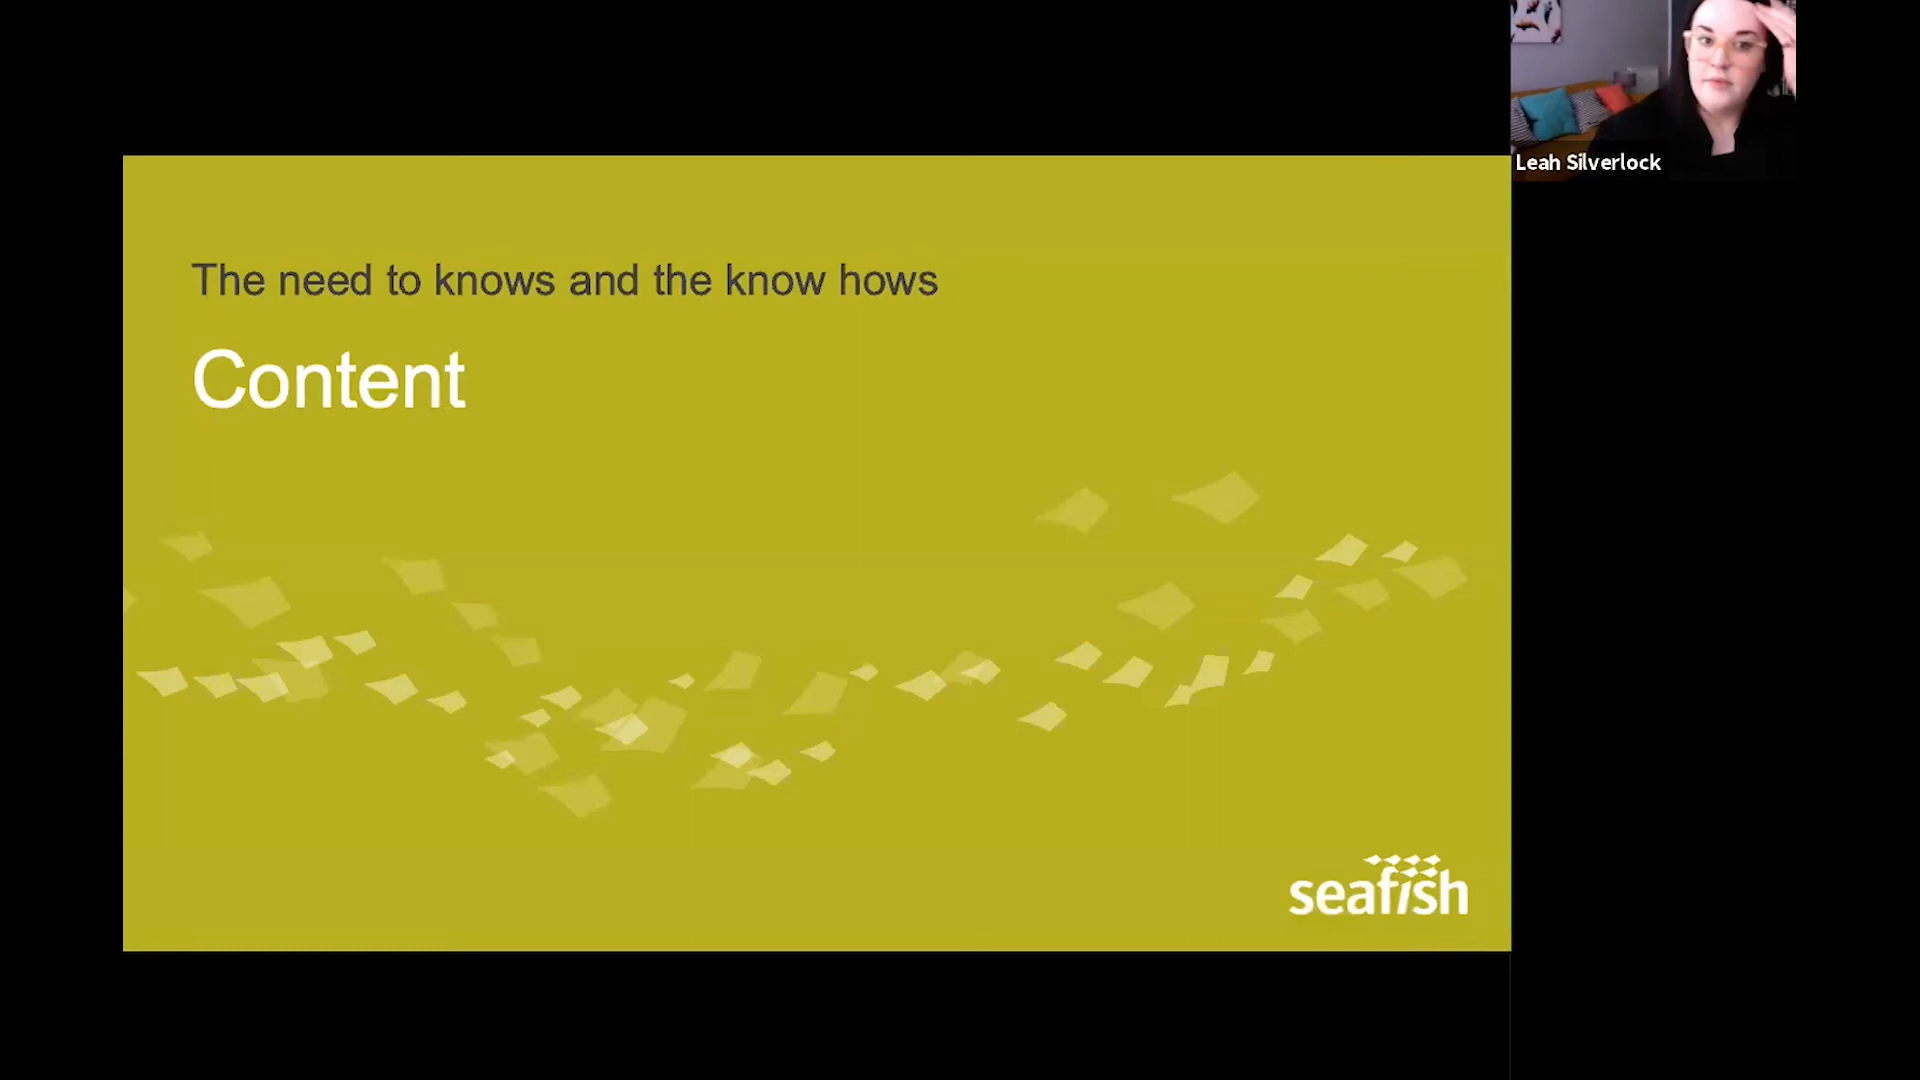 Leah Silverlock
The need to knows and the know hows
Content
seafish